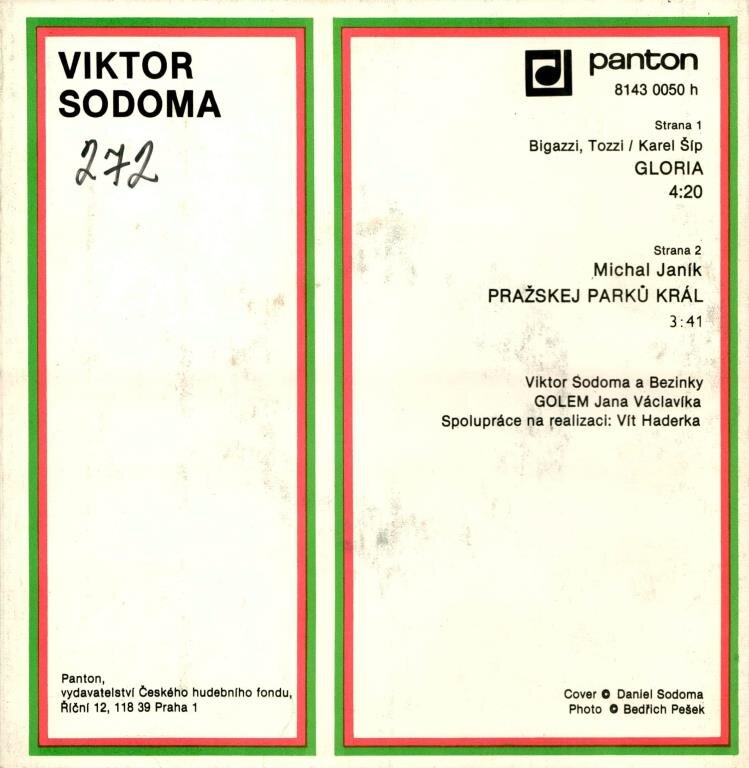 VIKTOR
SODOMA
272
Panton,
vydavatelství Českého hudebního fondu,
Říční 12, 118 39 Praha 1
panton
8143 0050 h
Strana 1
Bigazzi, Tozzi / Karel Šíp
GLORIA
4:20
Strana 2
Michal Janík
PRAŽSKEJ PARKŮ KRÁL
3:41
Viktor Sodoma a Bezinky
GOLEM Jana Václavíka
Spolupráce na realizaci: Vít Haderka
Cover © Daniel Sodoma
Photo © Bedřich Pešek